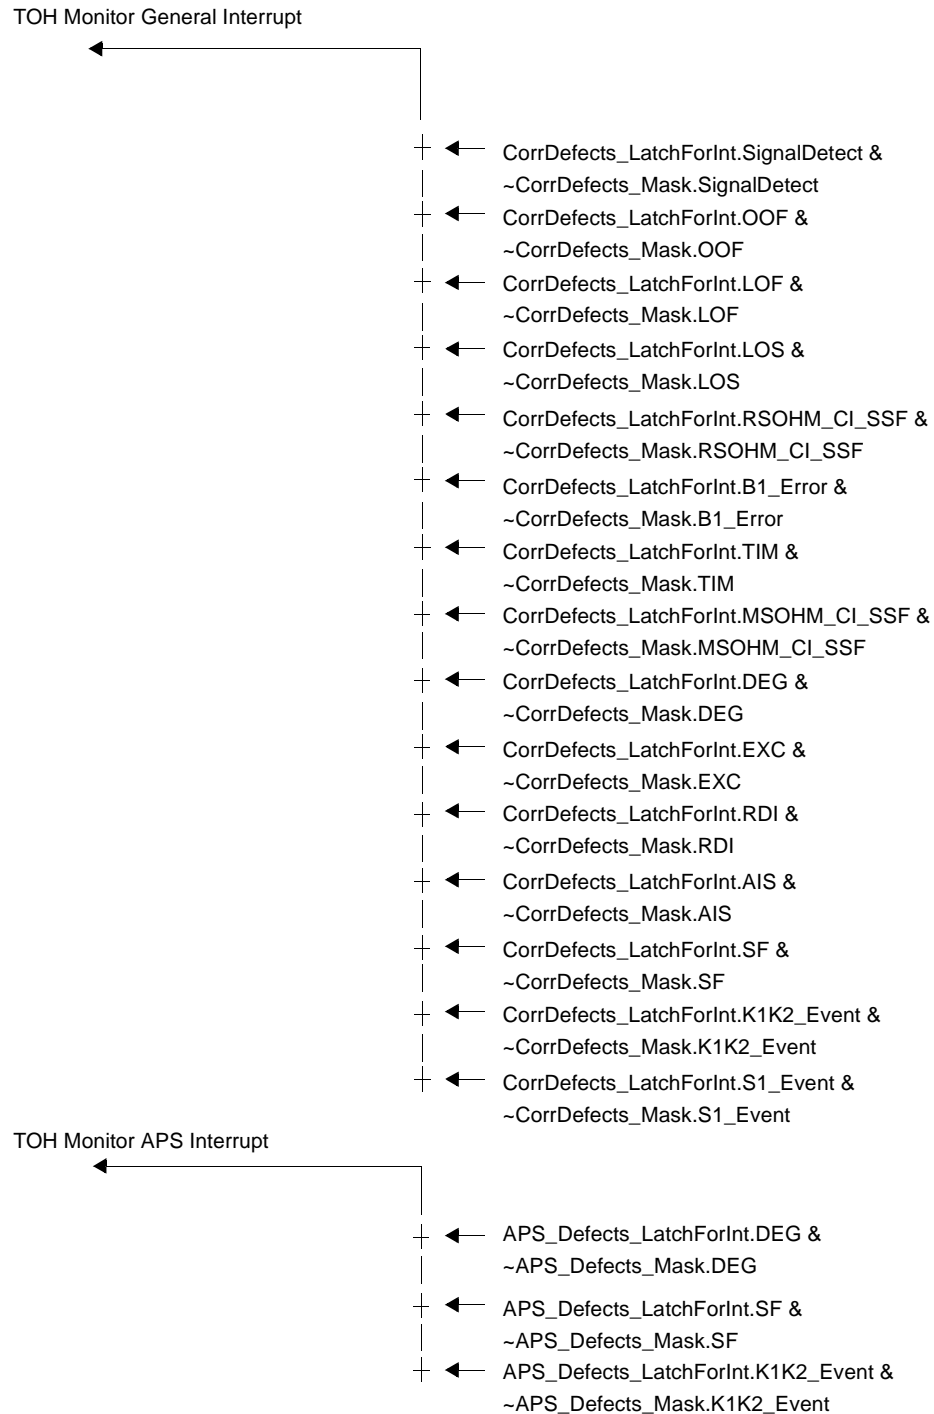 TOH Monitor General Interrupt
CorrDefects_LatchForInt.SignalDetect &
~CorrDefects_Mask.SignalDetect
CorrDefects_LatchForInt.OOF &
~CorrDefects_Mask.OOF
CorrDefects_LatchForInt.LOF &
~CorrDefects_Mask.LOF
CorrDefects_LatchForInt.LOS &
~CorrDefects_Mask.LOS
CorrDefects_LatchForInt.RSOHM_CI_SSF &
~CorrDefects_Mask.RSOHM_CI_SSF
CorrDefects_LatchForInt.B1_Error &
~CorrDefects_Mask.B1_Error
CorrDefects_LatchForInt.TIM &
~CorrDefects_Mask.TIM
CorrDefects_LatchForInt.MSOHM_CI_SSF &
~CorrDefects_Mask.MSOHM_CI_SSF
CorrDefects_LatchForInt.DEG &
~CorrDefects_Mask.DEG
CorrDefects_LatchForInt.EXC &
~CorrDefects_Mask.EXC
CorrDefects_LatchForInt.RDI &
~CorrDefects_Mask.RDI
CorrDefects_LatchForInt.AIS &
~CorrDefects_Mask.AIS
CorrDefects_LatchForInt.SF &
~CorrDefects_Mask.SF
CorrDefects_LatchForInt.K1K2_Event &
~CorrDefects_Mask.K1K2_Event
CorrDefects_LatchForInt.S1_Event &
~CorrDefects_Mask.S1_Event
TOH Monitor APS Interrupt
APS_Defects_LatchForInt.DEG &
~APS_Defects_Mask.DEG
APS_Defects_LatchForInt.SF &
~APS_Defects_Mask.SF
APS_Defects_LatchForInt.K1K2_Event &
~APS_Defects_Mask.K1K2_Event